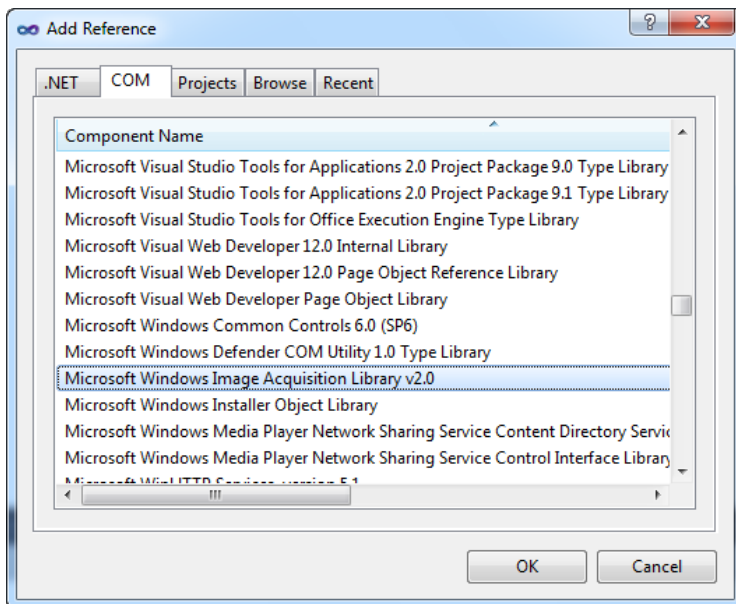 Add Reference
.NET COM Projects Browse Recent
Component Name
Microsoft Visual Studio Tools for Applications 2.0 Project Package 9.0 Type Library
Microsoft Visual Studio Tools for Applications 2.0 Project Package 9.1 Type Library
Microsoft Visual Studio Tools for Office Execution Engine Type Library
Microsoft Visual Web Developer 12.0 Internal Library
Microsoft Visual Web Developer 12.0 Page Object Reference Library
Microsoft Visual Web Developer Page Object Library
Microsoft Windows Common Controls 6.0 (SP6)
Microsoft Windows Defender COM Utility 1.0 Type Library
Microsoft Windows Image Acquisition Library v2.0
Microsoft Windows Installer Object Library
Microsoft Windows Media Player Network Sharing Service Content Directory Servic
Microsoft Windows Media Player Network Sharing Service Control Interface Library
Microsoft WinHTTP Services, version 5.1
OK Cancel